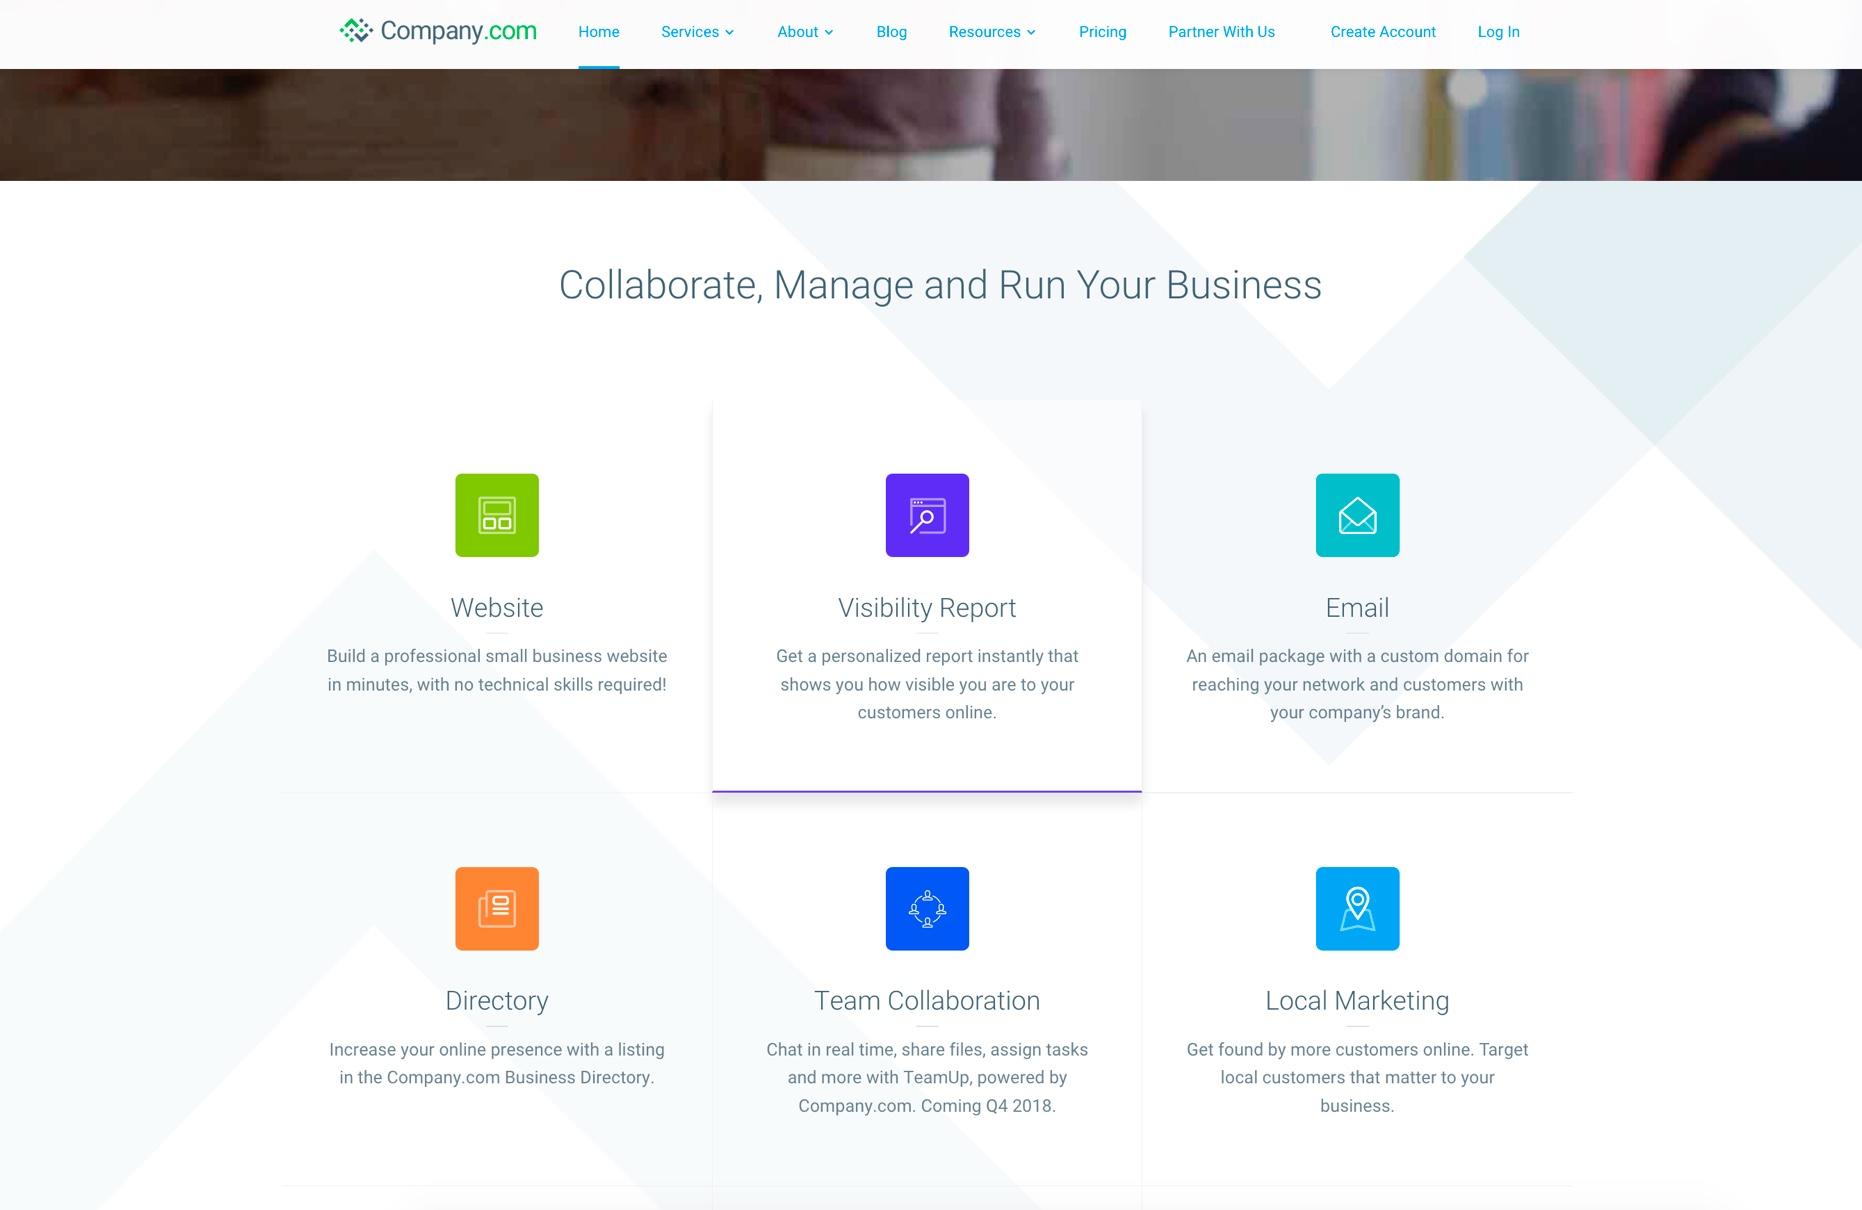 Company.com Home Services About Blog Resources Pricing Partner With Us Create Account Log In
Collaborate, Manage and Run Your Business
Website
Build a professional small business website
in minutes, with no technical skills required!
Visibility Report
Get a personalized report instantly that
shows you how visible you are to your
customers online.
Email
An email package with a custom domain for
reaching your network and customers with
your company’s brand.
Directory
Increase your online presence with a listing
in the Company.com Business Directory.
Team Collaboration
Chat in real time, share files, assign tasks
and more with TeamUp, powered by
Company.com. Coming Q4 2018.
Local Marketing
Get found by more customers online. Target
local customers that matter to your
business.